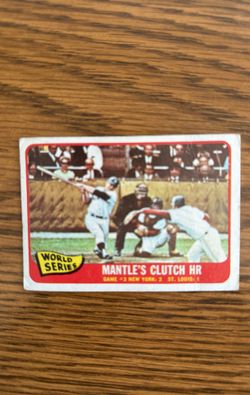 WORLD
SERIES
MANTLE'S CLUTCH HR
GAME #3 NEW YORK: 2 ST. LOUIS: 1